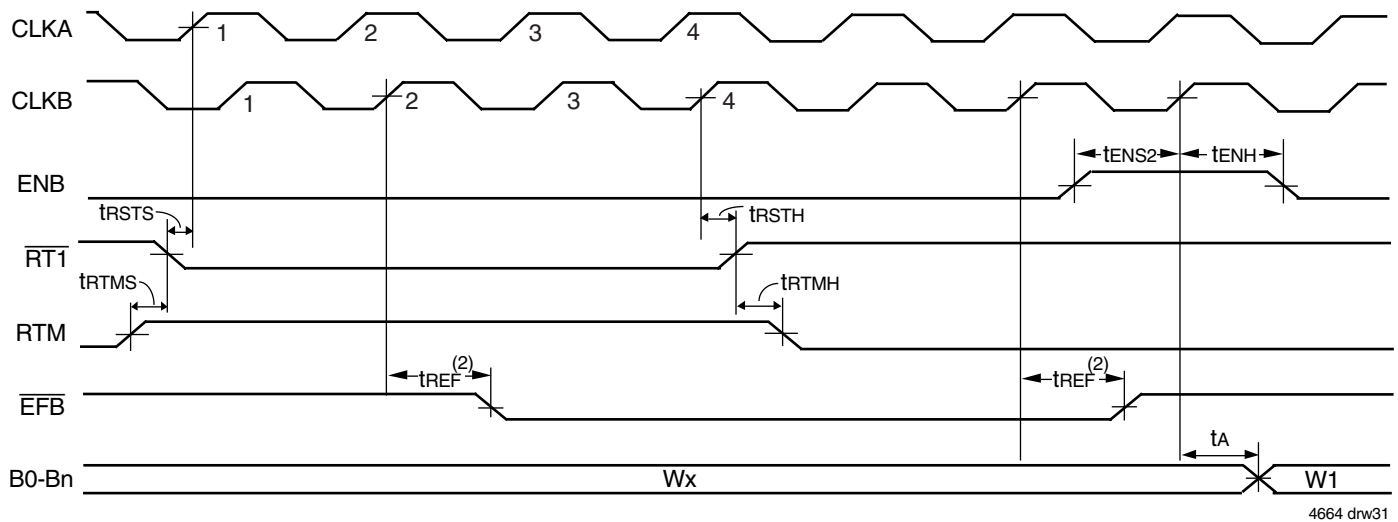 CLKA 1 2 3 4
CLKB 1 2 3 4
tENS2 tENH
ENB
tRSTS tRSTH
RT1
tRTMS tRTMH
RTM
tREF(2) tREF(2)
EFB
tA
B0-Bn Wx W1
4664 drw31